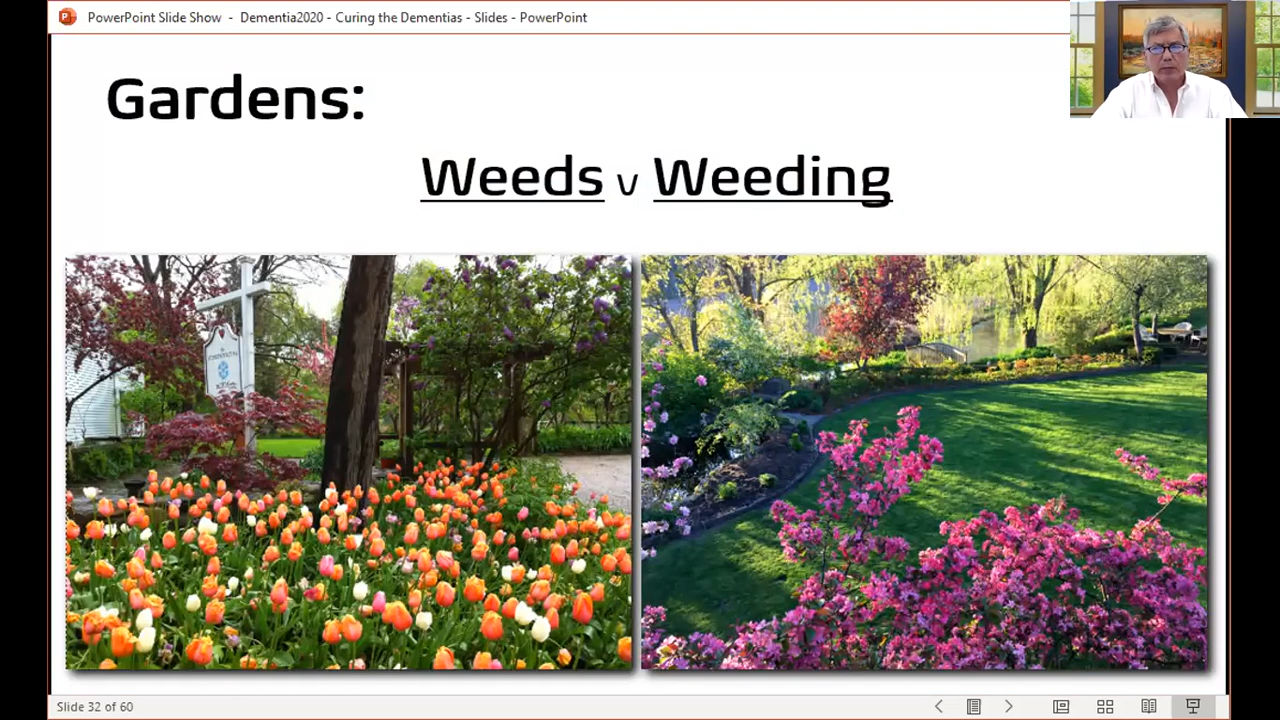 PowerPoint Slide Show - Dementia2020 - Curing the Dementias - Slides - PowerPoint
Gardens:
Weeds v Weeding
Slide 32 of 60